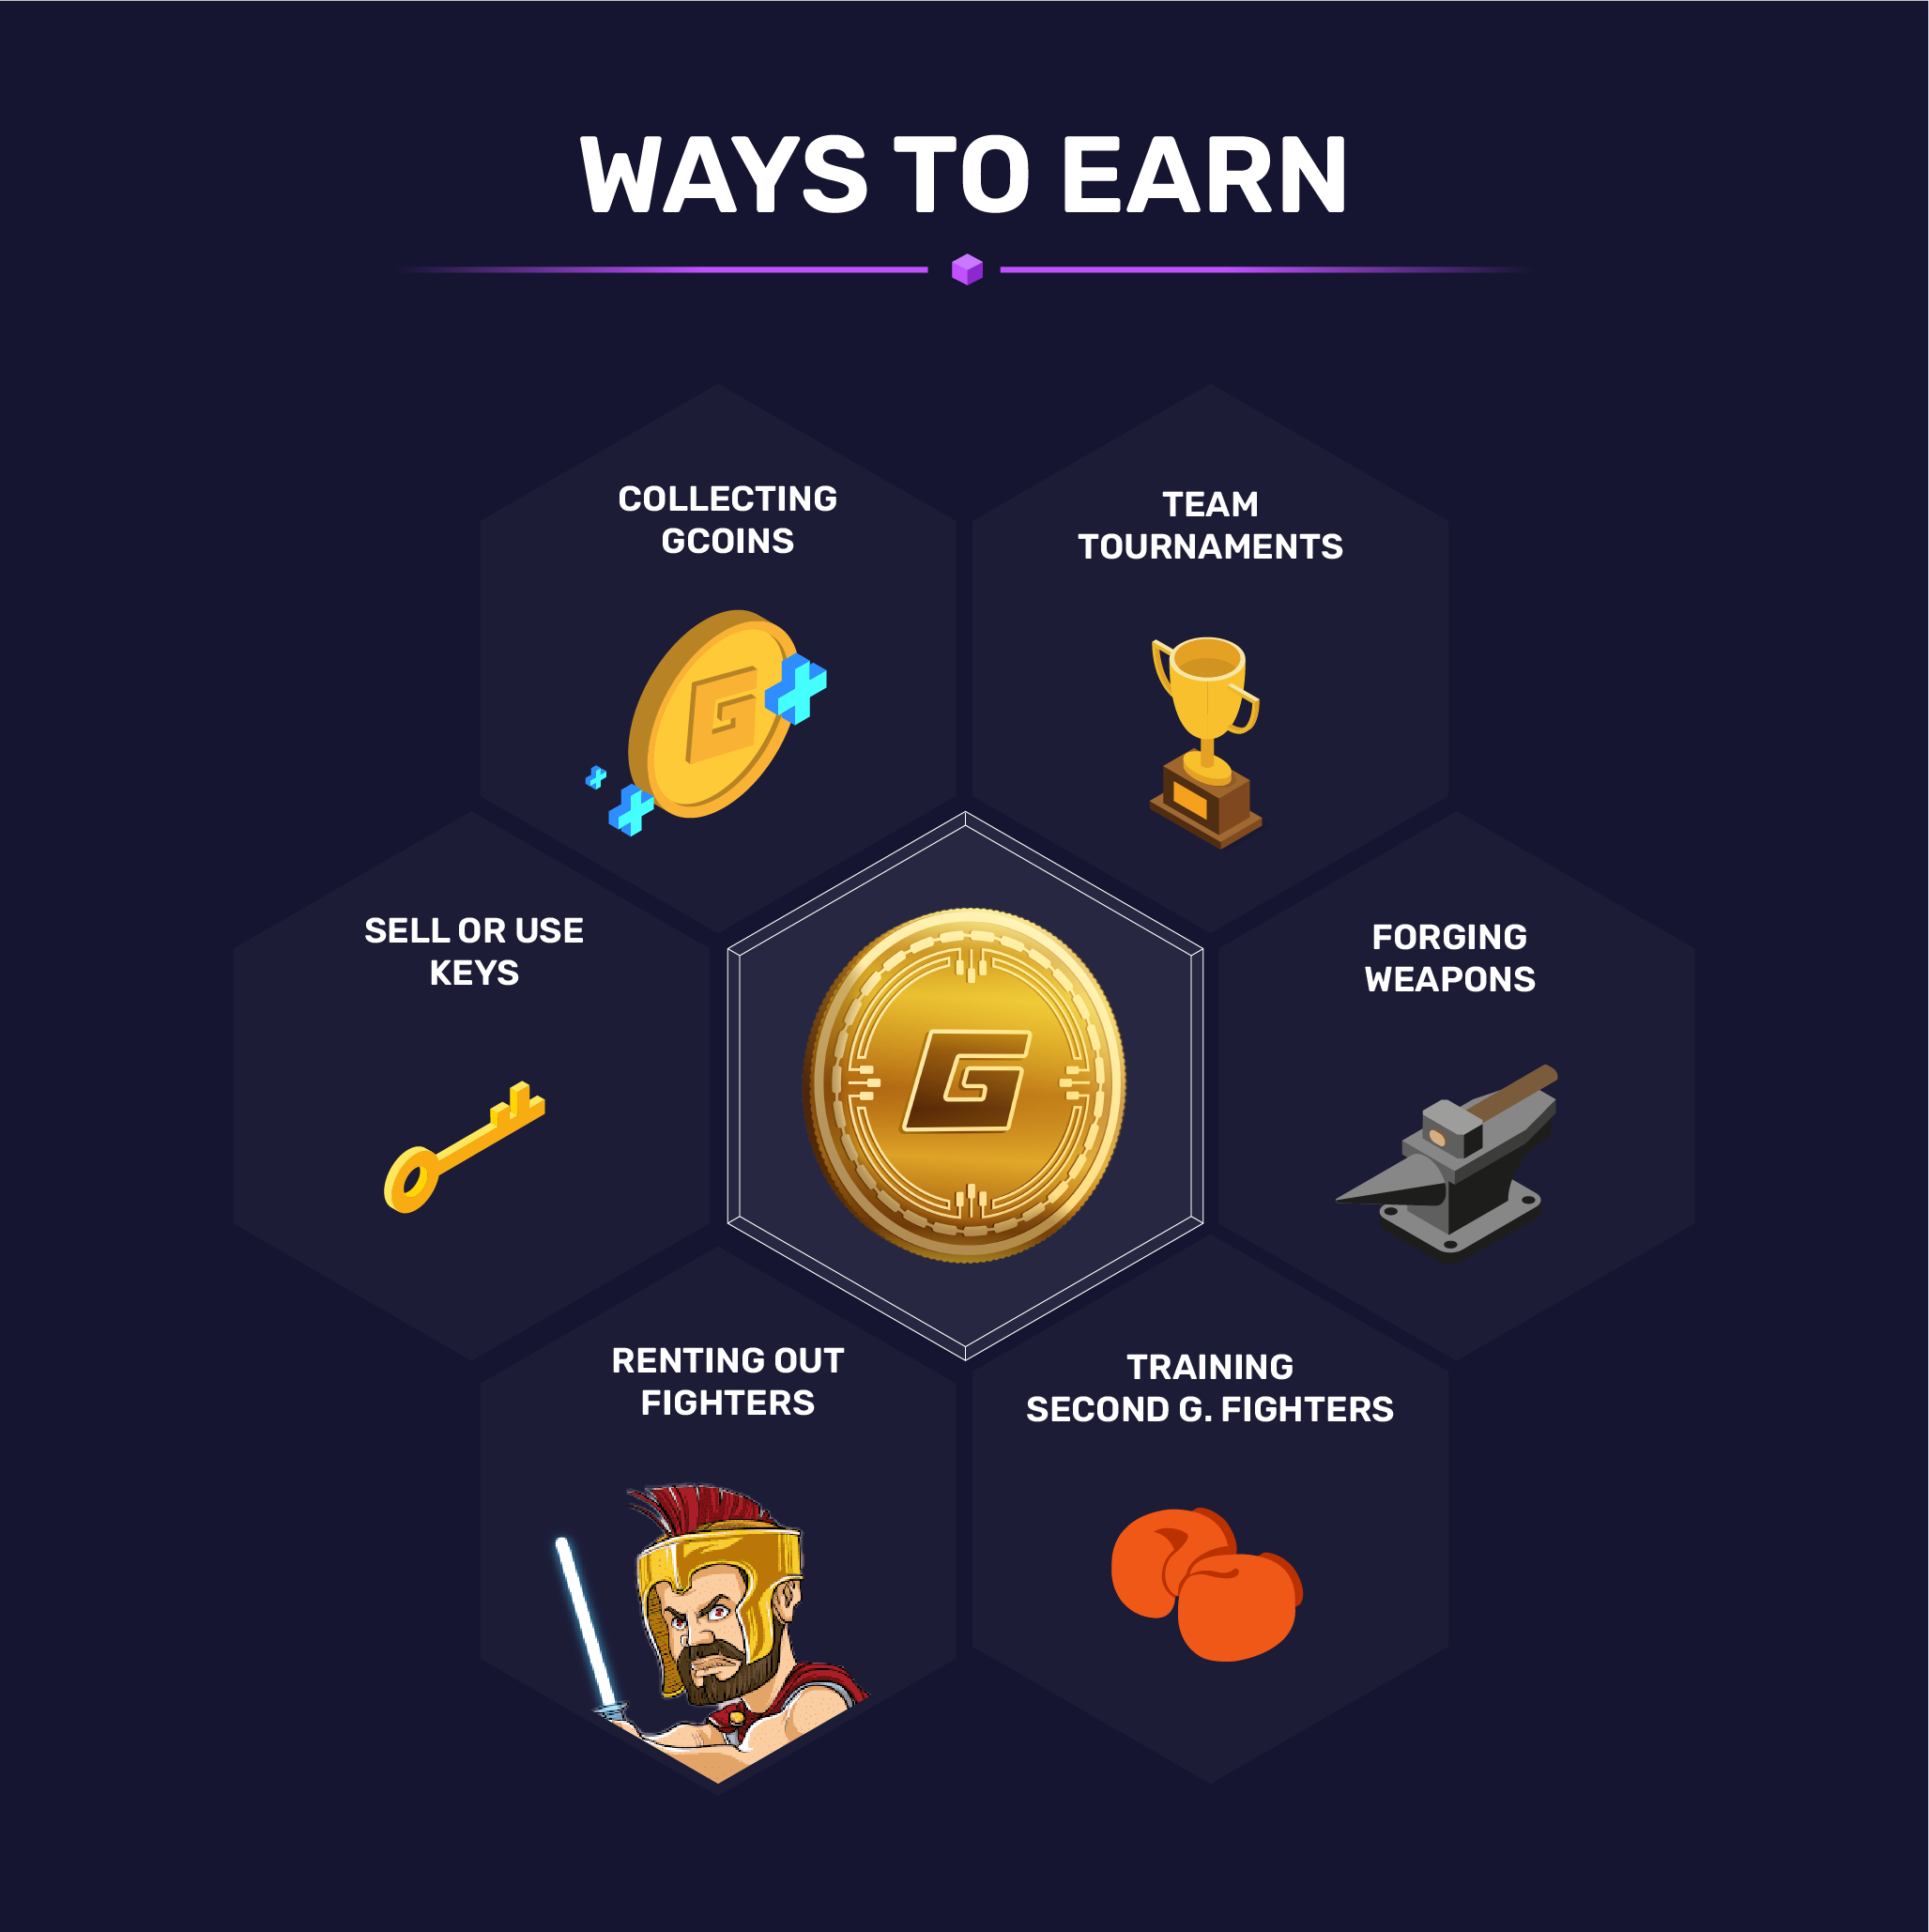 WAYS TO EARN
COLLECTING
GCOINS
TEAM
TOURNAMENTS
SELL OR USE
KEYS
FORGING
WEAPONS
RENTING OUT
FIGHTERS
TRAINING
SECOND G. FIGHTERS